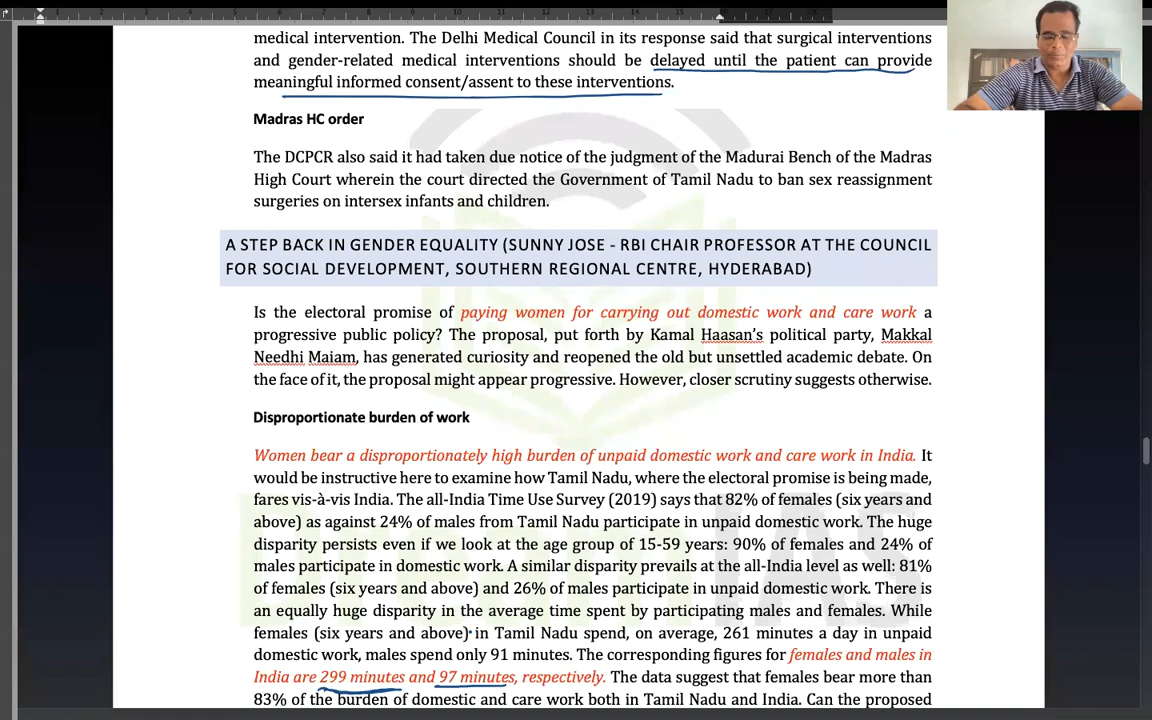 medical intervention. The Delhi Medical Council in its response said that surgical interventions
and gender-related medical interventions should be delayed until the patient can provide
meaningful informed consent/assent to these interventions.
Madras HC order
The DCPCR also said it had taken due notice of the judgment of the Madurai Bench of the Madras
High Court wherein the court directed the Government of Tamil Nadu to ban sex reassignment
surgeries on intersex infants and children.
A STEP BACK IN GENDER EQUALITY (SUNNY JOSE - RBI CHAIR PROFESSOR AT THE COUNCIL
FOR SOCIAL DEVELOPMENT, SOUTHERN REGIONAL CENTRE, HYDERABAD)
Is the electoral promise of paying women for carrying out domestic work and care work a
progressive public policy? The proposal, put forth by Kamal Haasan's political party, Makkal
Needhi Maiam, has generated curiosity and reopened the old but unsettled academic debate. On
the face of it, the proposal might appear progressive. However, closer scrutiny suggests otherwise.
Disproportionate burden of work
Women bear a disproportionately high burden of unpaid domestic work and care work in India. It
would be instructive here to examine how Tamil Nadu, where the electoral promise is being made,
fares vis-à-vis India. The all-India Time Use Survey (2019) says that 82% of females (six years and
above) as against 24% of males from Tamil Nadu participate in unpaid domestic work. The huge
disparity persists even if we look at the age group of 15-59 years: 90% of females and 24% of
males participate in domestic work. A similar disparity prevails at the all-India level as well: 81%
of females (six years and above) and 26% of males participate in unpaid domestic work. There is
an equally huge disparity in the average time spent by participating males and females. While
females (six years and above) in Tamil Nadu spend, on average, 261 minutes a day in unpaid
domestic work, males spend only 91 minutes. The corresponding figures for females and males in
India are 299 minutes and 97 minutes, respectively. The data suggest that females bear more than
83% of the burden of domestic and care work both in Tamil Nadu and India. Can the proposed